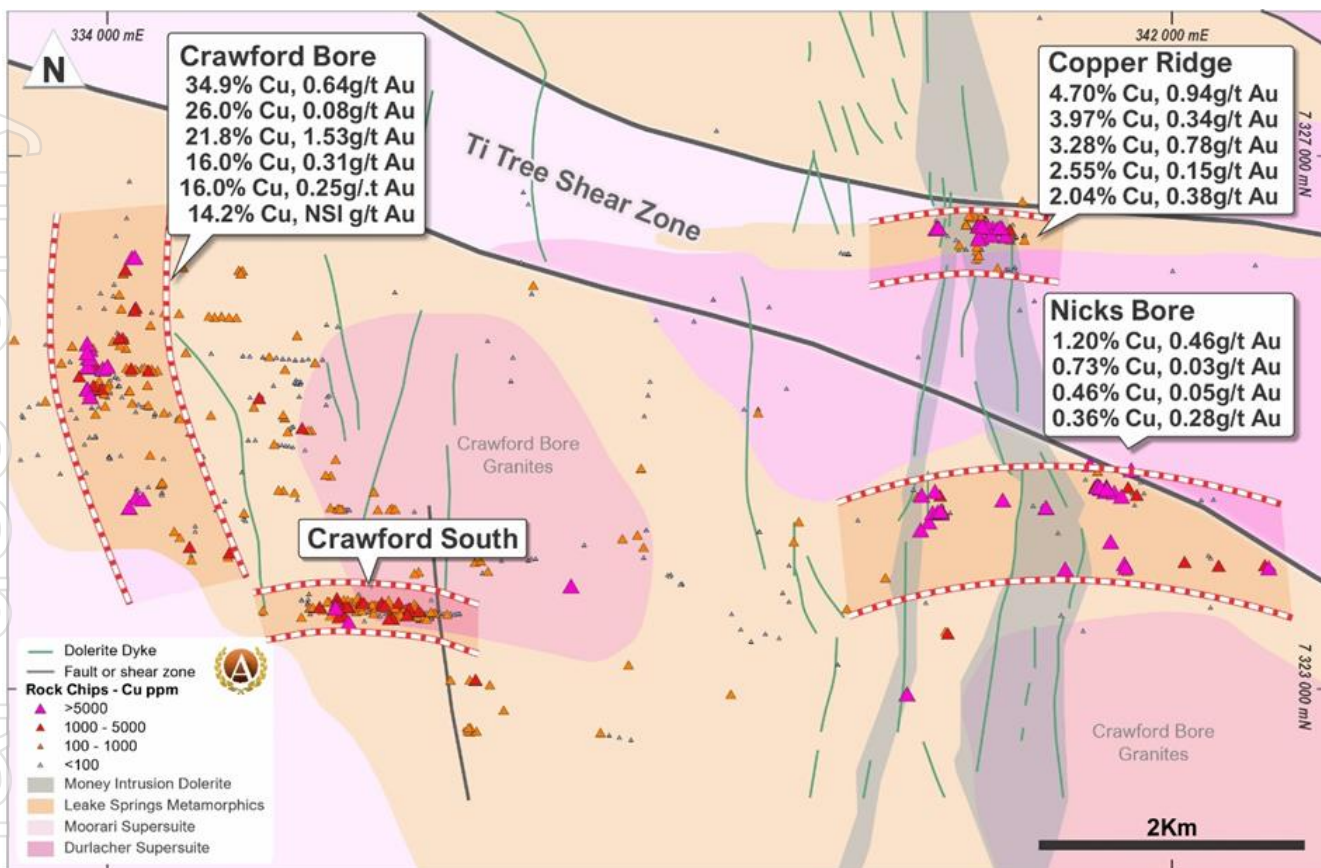 334 000 mE
342 000 mE
N
Crawford Bore
34.9% Cu, 0.64g/t Au
26.0% Cu, 0.08g/t Au
21.8% Cu, 1.53g/t Au
16.0% Cu, 0.31g/t Au
16.0% Cu, 0.25g/.t Au
14.2% Cu, NSI g/t Au
Copper Ridge
4.70% Cu, 0.94g/t Au
3.97% Cu, 0.34g/t Au
3.28% Cu, 0.78g/t Au
2.55% Cu, 0.15g/t Au
2.04% Cu, 0.38g/t Au
7 327 000 mN
Ti Tree Shear Zone
Nicks Bore
1.20% Cu, 0.46g/t Au
0.73% Cu, 0.03g/t Au
0.46% Cu, 0.05g/t Au
0.36% Cu, 0.28g/t Au
Crawford Bore
Granites
Crawford South
7 323 000 mN
Crawford Bore
Granites
Dolerite Dyke
Fault or shear zone
A
Rock Chips - Cu ppm
>5000
1000 - 5000
100 - 1000
<100
Money Intrusion Dolerite
Leake Springs Metamorphics
Moorari Supersuite
Durlacher Supersuite
2Km